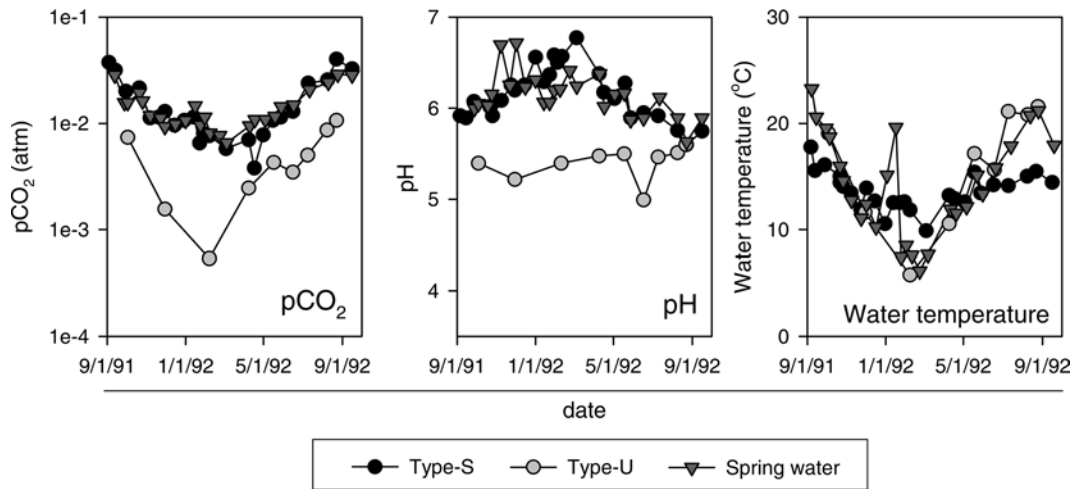 1e-1
1e-2
1e-3
1e-4
pCO₂ (atm)
9/1/91 1/1/92 5/1/92 9/1/92
pCO₂
7
6
5
4
pH
9/1/91 1/1/92 5/1/92 9/1/92
pH
30
20
10
0
Water temperature (°C)
9/1/91 1/1/92 5/1/92 9/1/92
Water temperature
date
Type-S Type-U Spring water